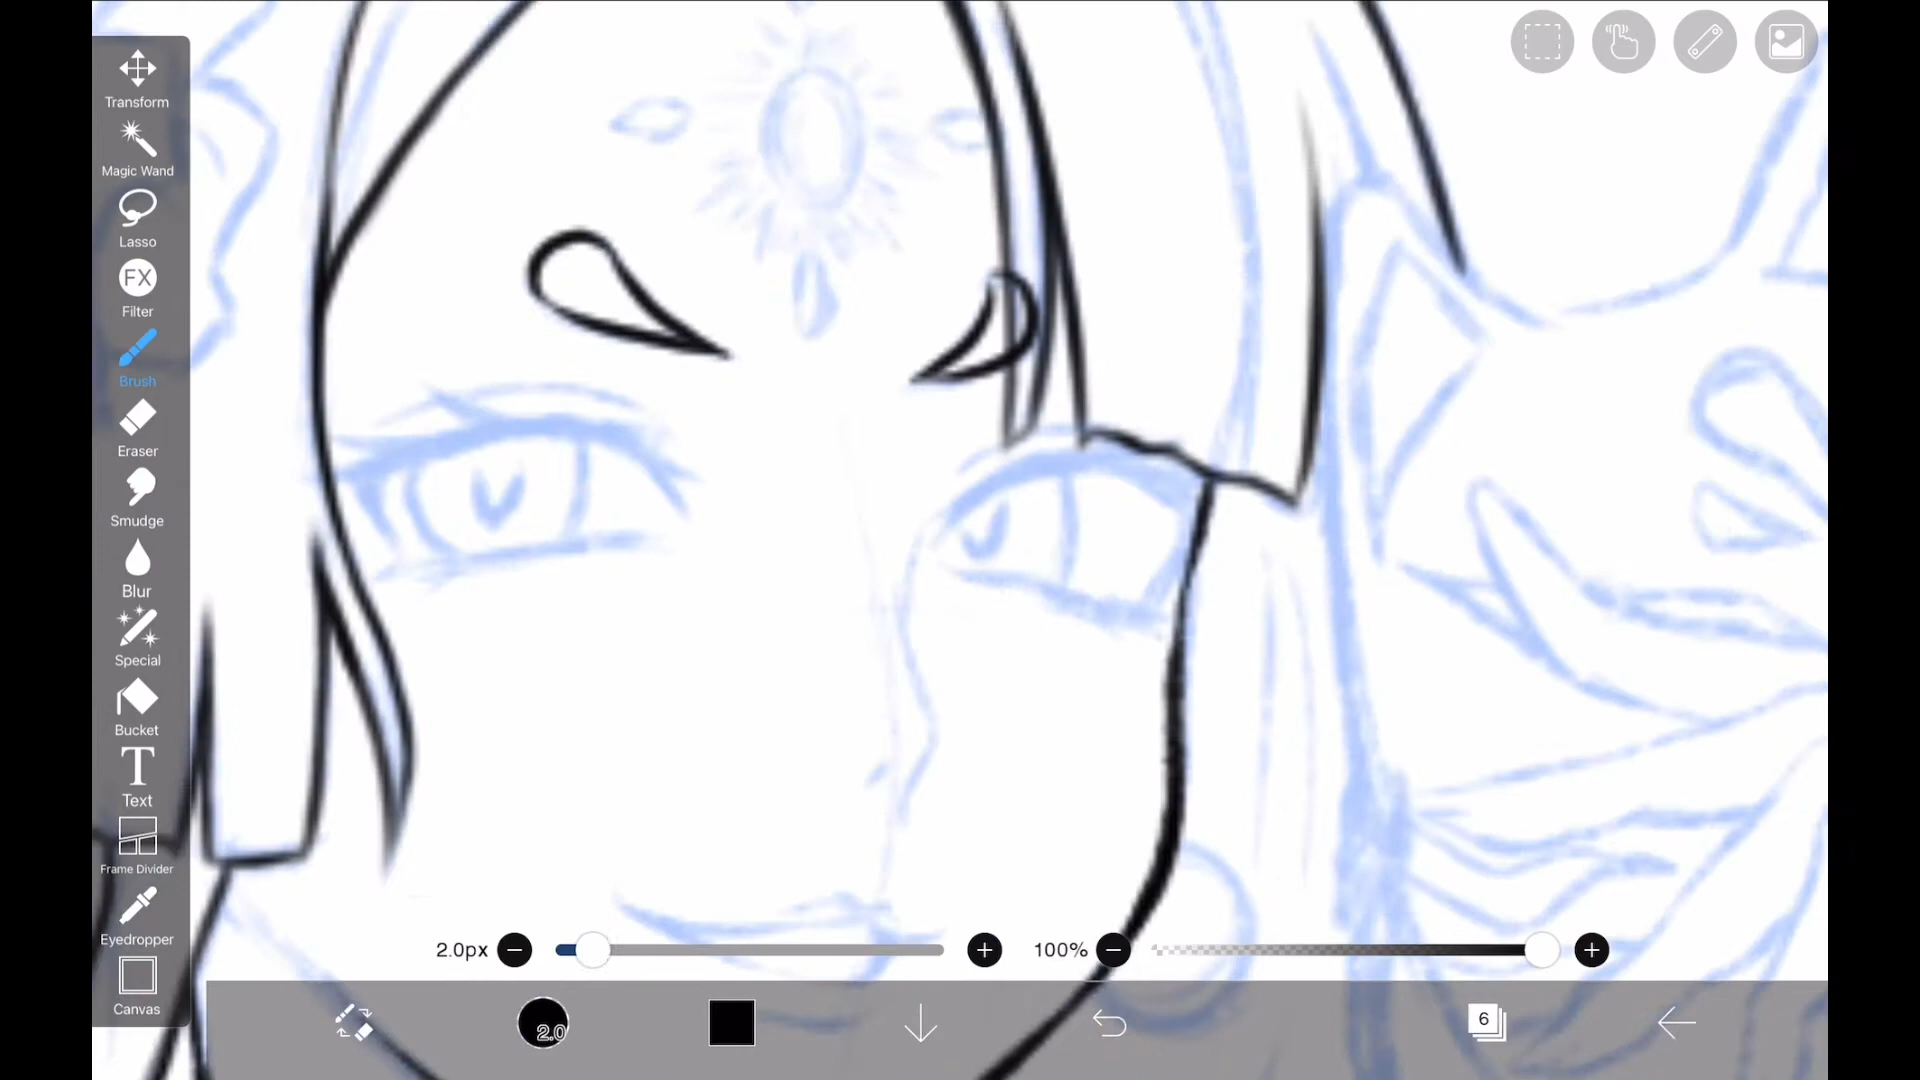 Transform
Magic Wand
Lasso
FX
Filter
Brush
Eraser
Smudge
Blur
Special
Bucket
T
Text
Frame Divider
Eyedropper
Canvas
2.0px
100%
2.0
6